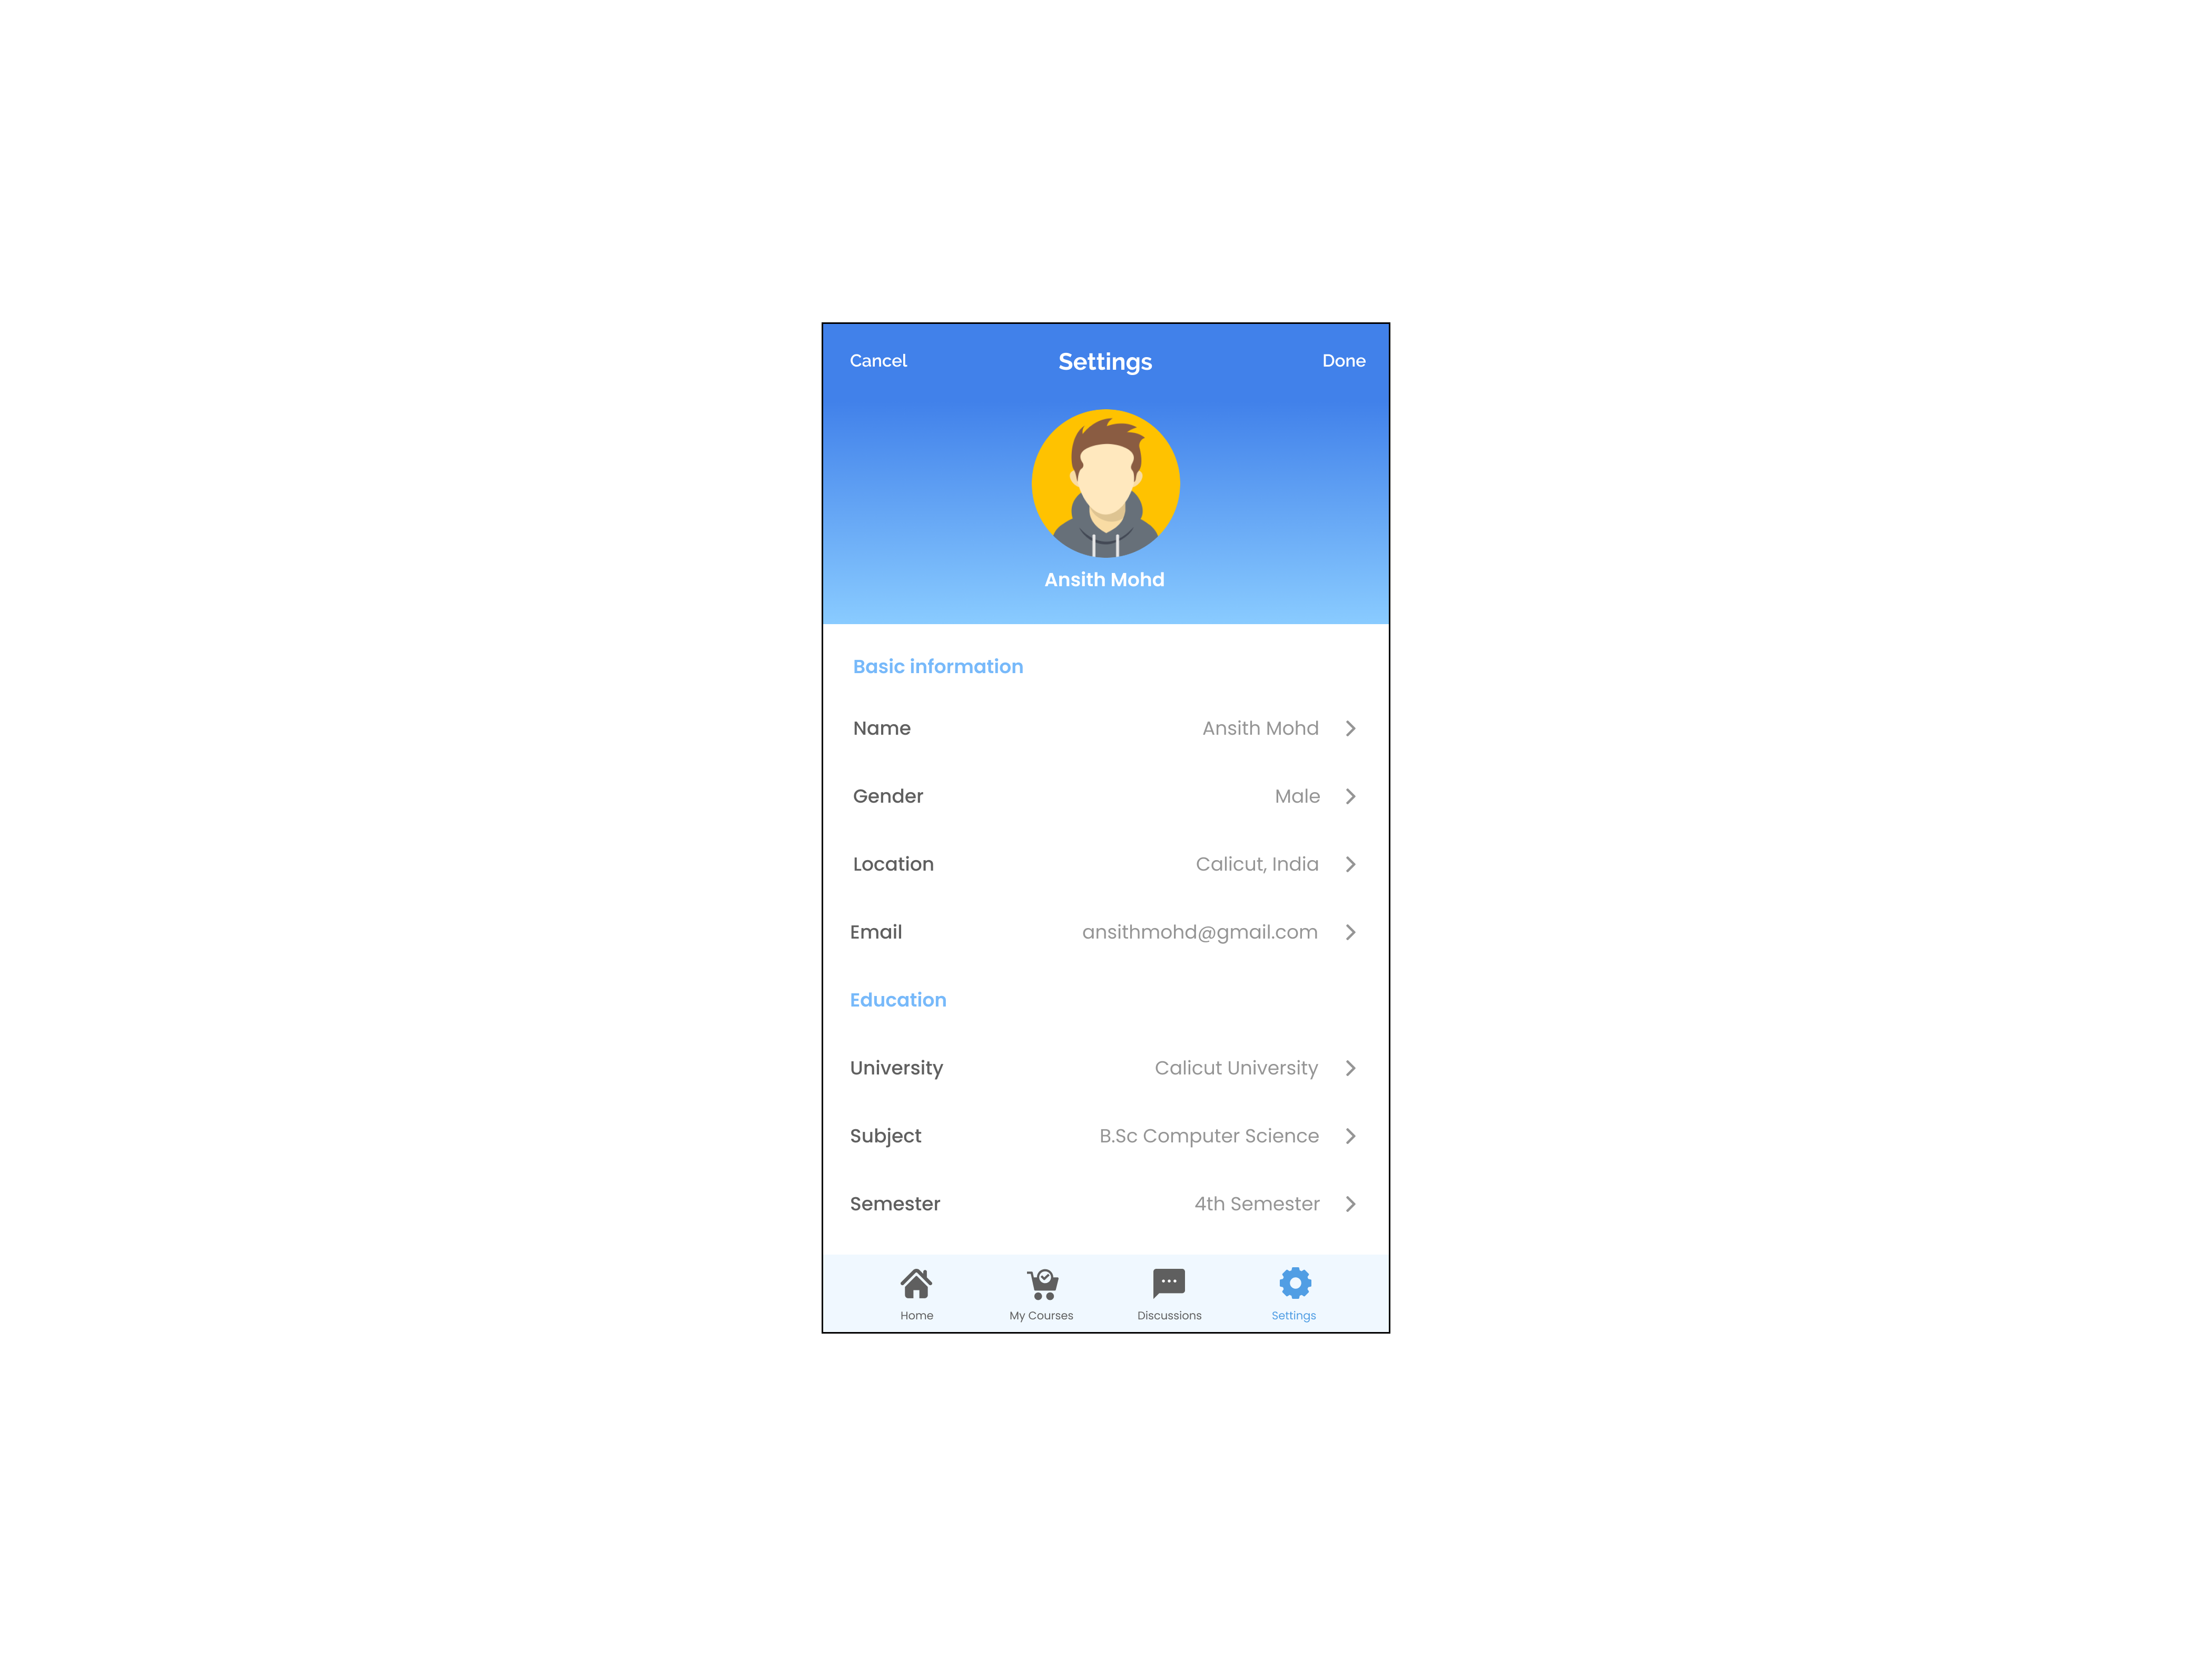 Cancel Settings Done
Ansith Mohd
Basic information
Name Ansith Mohd
Gender Male
Location Calicut, India
Email ansithmohd@gmail.com
Education
University Calicut University
Subject B.Sc Computer Science
Semester 4th Semester
Home My Courses Discussions Settings